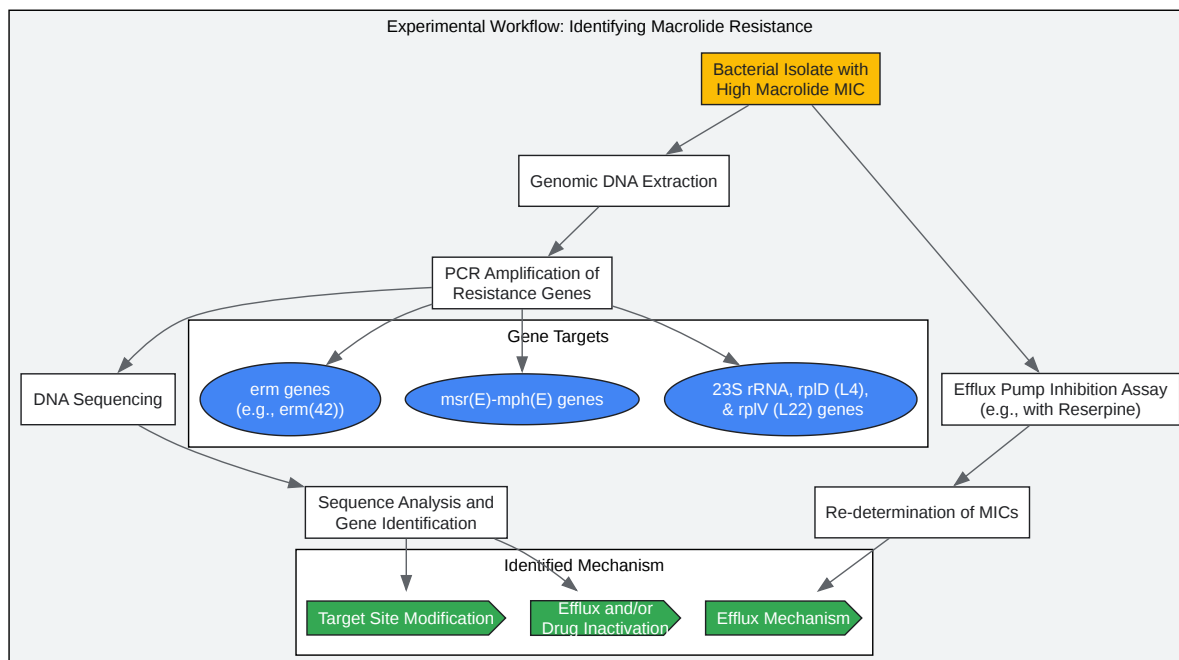 Experimental Workflow: Identifying Macrolide Resistance
Bacterial Isolate with
High Macrolide MIC
Genomic DNA Extraction
PCR Amplification of
Resistance Genes
Gene Targets
DNA Sequencing
erm genes
(e.g., erm(42))
msr(E)-mph(E) genes
23S rRNA, rplD (L4),
& rplV (L22) genes
Efflux Pump Inhibition Assay
(e.g., with Reserpine)
Sequence Analysis and
Gene Identification
Re-determination of MICs
Identified Mechanism
Target Site Modification
Efflux and/or
Drug Inactivation
Efflux Mechanism